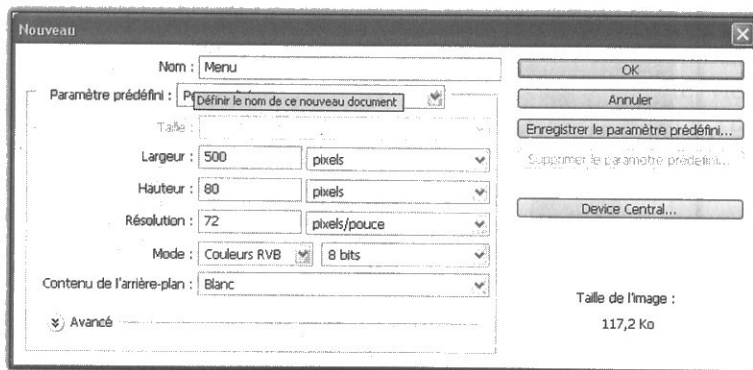 Nouveau
Nom : Menu
OK
Paramètre prédéfini :
Définir le nom de ce nouveau document
Annuler
Taille :
Enregistrer le paramètre prédéfini...
Largeur : 500 pixels
Supprimer le paramètre prédéfini...
Hauteur : 80 pixels
Résolution : 72 pixels/pouce
Device Central...
Mode : Couleurs RVB 8 bits
Contenu de l'arrière-plan : Blanc
Taille de l'image :
Avancé
117,2 Ko